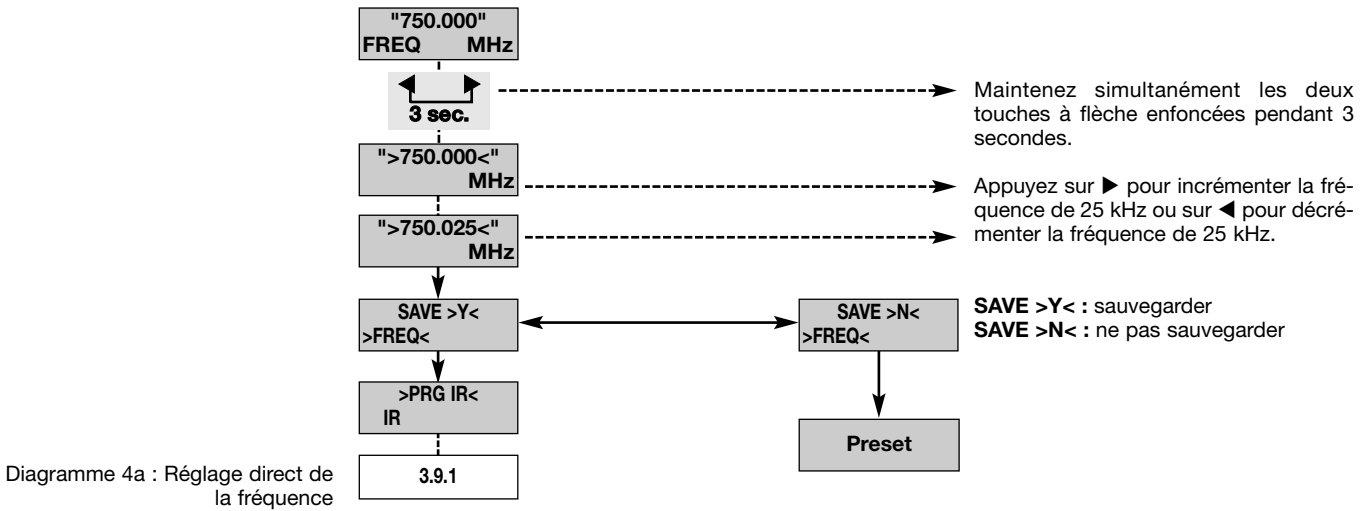 "750.000"
FREQ MHz
3 sec.
Maintenez simultanément les deux
touches à flèche enfoncées pendant 3
secondes.
">750.000<"
MHz
Appuyez sur ▶ pour incrémenter la fré-
quence de 25 kHz ou sur ◀ pour décré-
menter la fréquence de 25 kHz.
">750.025<"
MHz
SAVE >Y<
>FREQ<
SAVE >N<
>FREQ<
SAVE >Y< : sauvegarder
SAVE >N< : ne pas sauvegarder
>PRG IR<
IR
Preset
3.9.1
Diagramme 4a : Réglage direct de
la fréquence